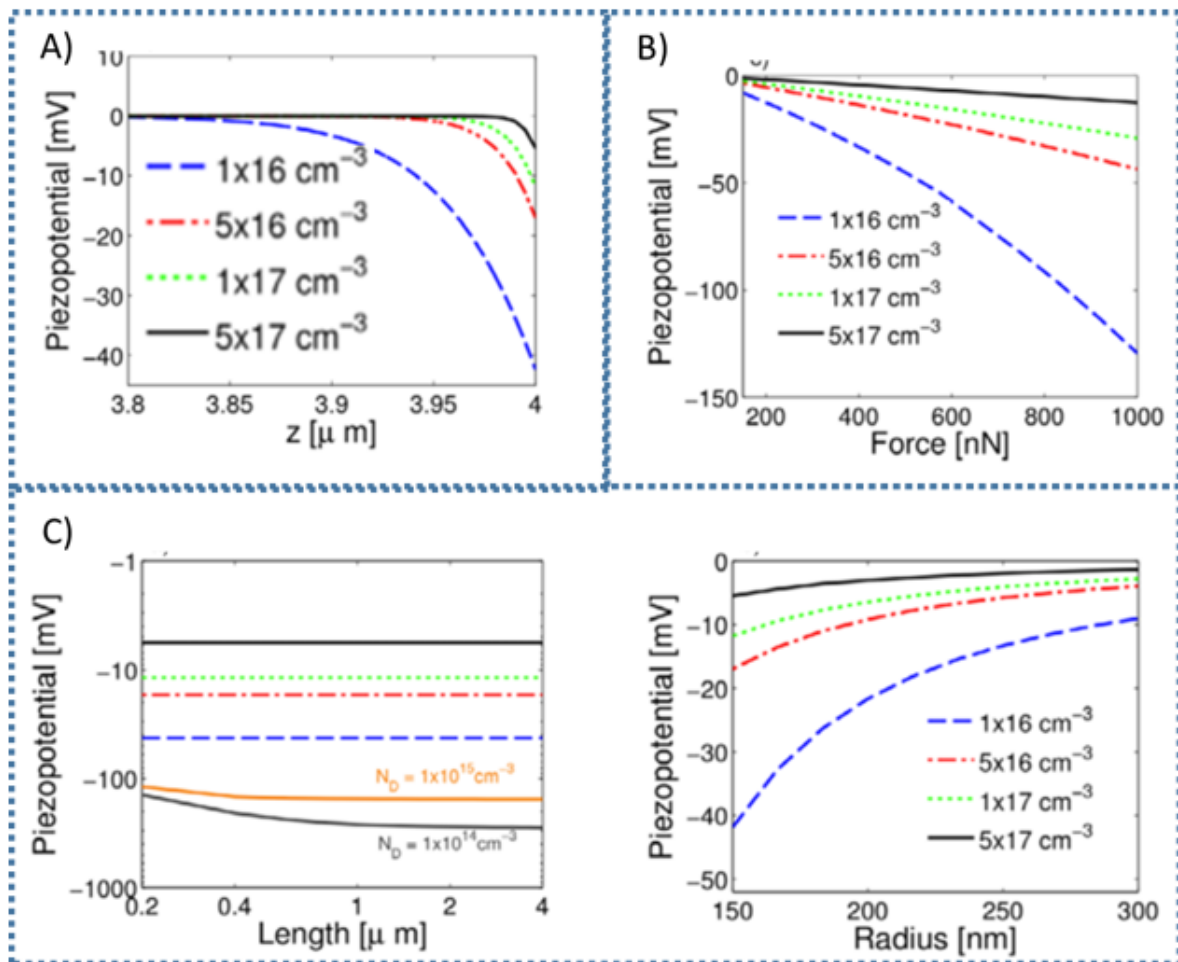 A)
10
0
−10
−20
−30
−40
Piezopotential [mV]
1x16 cm⁻³
5x16 cm⁻³
1x17 cm⁻³
5x17 cm⁻³
3.8 3.85 3.9 3.95 4
z [μ m]
B)
0
−50
−100
−150
Piezopotential [mV]
1x16 cm⁻³
5x16 cm⁻³
1x17 cm⁻³
5x17 cm⁻³
200 400 600 800 1000
Force [nN]
C)
−1
−10
−100
−1000
Piezopotential [mV]
N_D = 1x10¹⁵cm⁻³
N_D = 1x10¹⁴cm⁻³
0.2 0.4 1 2 4
Length [μ m]
0
−10
−20
−30
−40
−50
Piezopotential [mV]
1x16 cm⁻³
5x16 cm⁻³
1x17 cm⁻³
5x17 cm⁻³
150 200 250 300
Radius [nm]